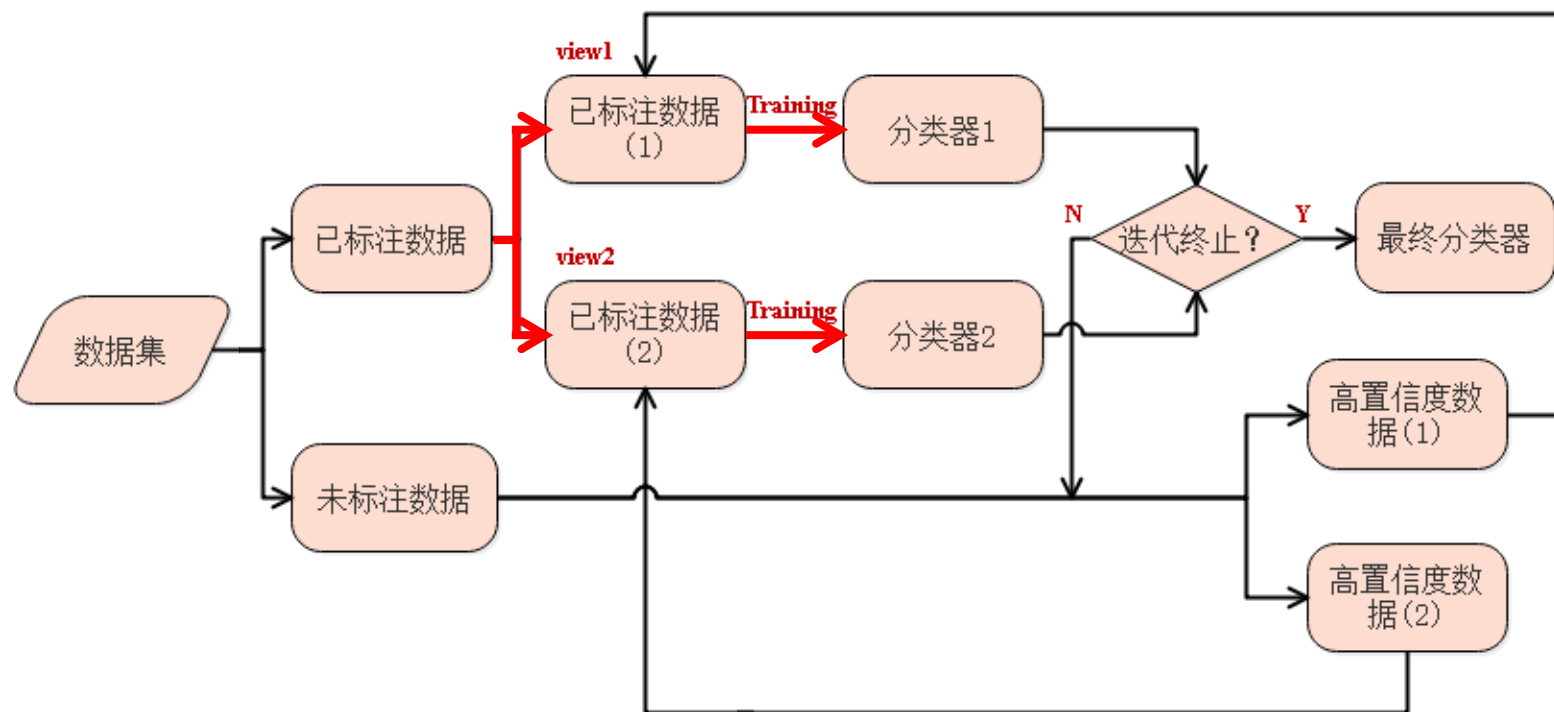 view1
已标注数据
(1)
Training
分类器1
已标注数据
N
迭代终止？
Y
最终分类器
view2
已标注数据
(2)
Training
分类器2
数据集
未标注数据
高置信度数
据(1)
高置信度数
据(2)